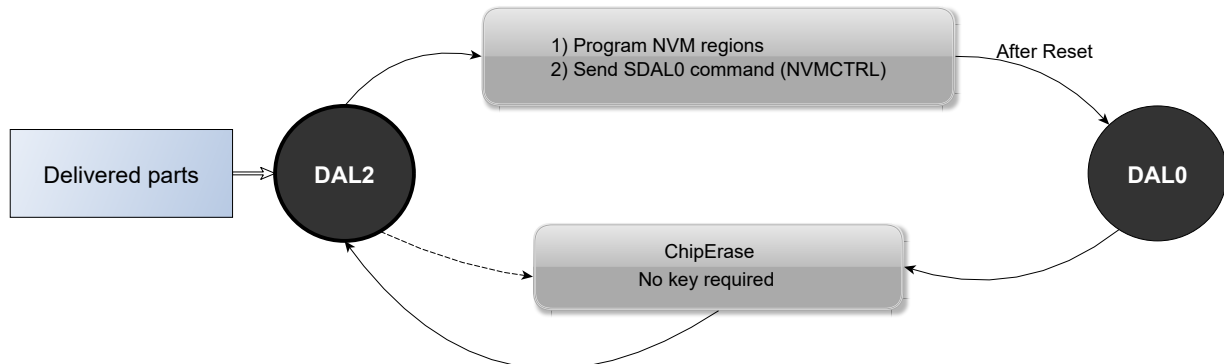 1) Program NVM regions
2) Send SDAL0 command (NVMCTRL)
After Reset
Delivered parts
DAL2
DAL0
ChipErase
No key required